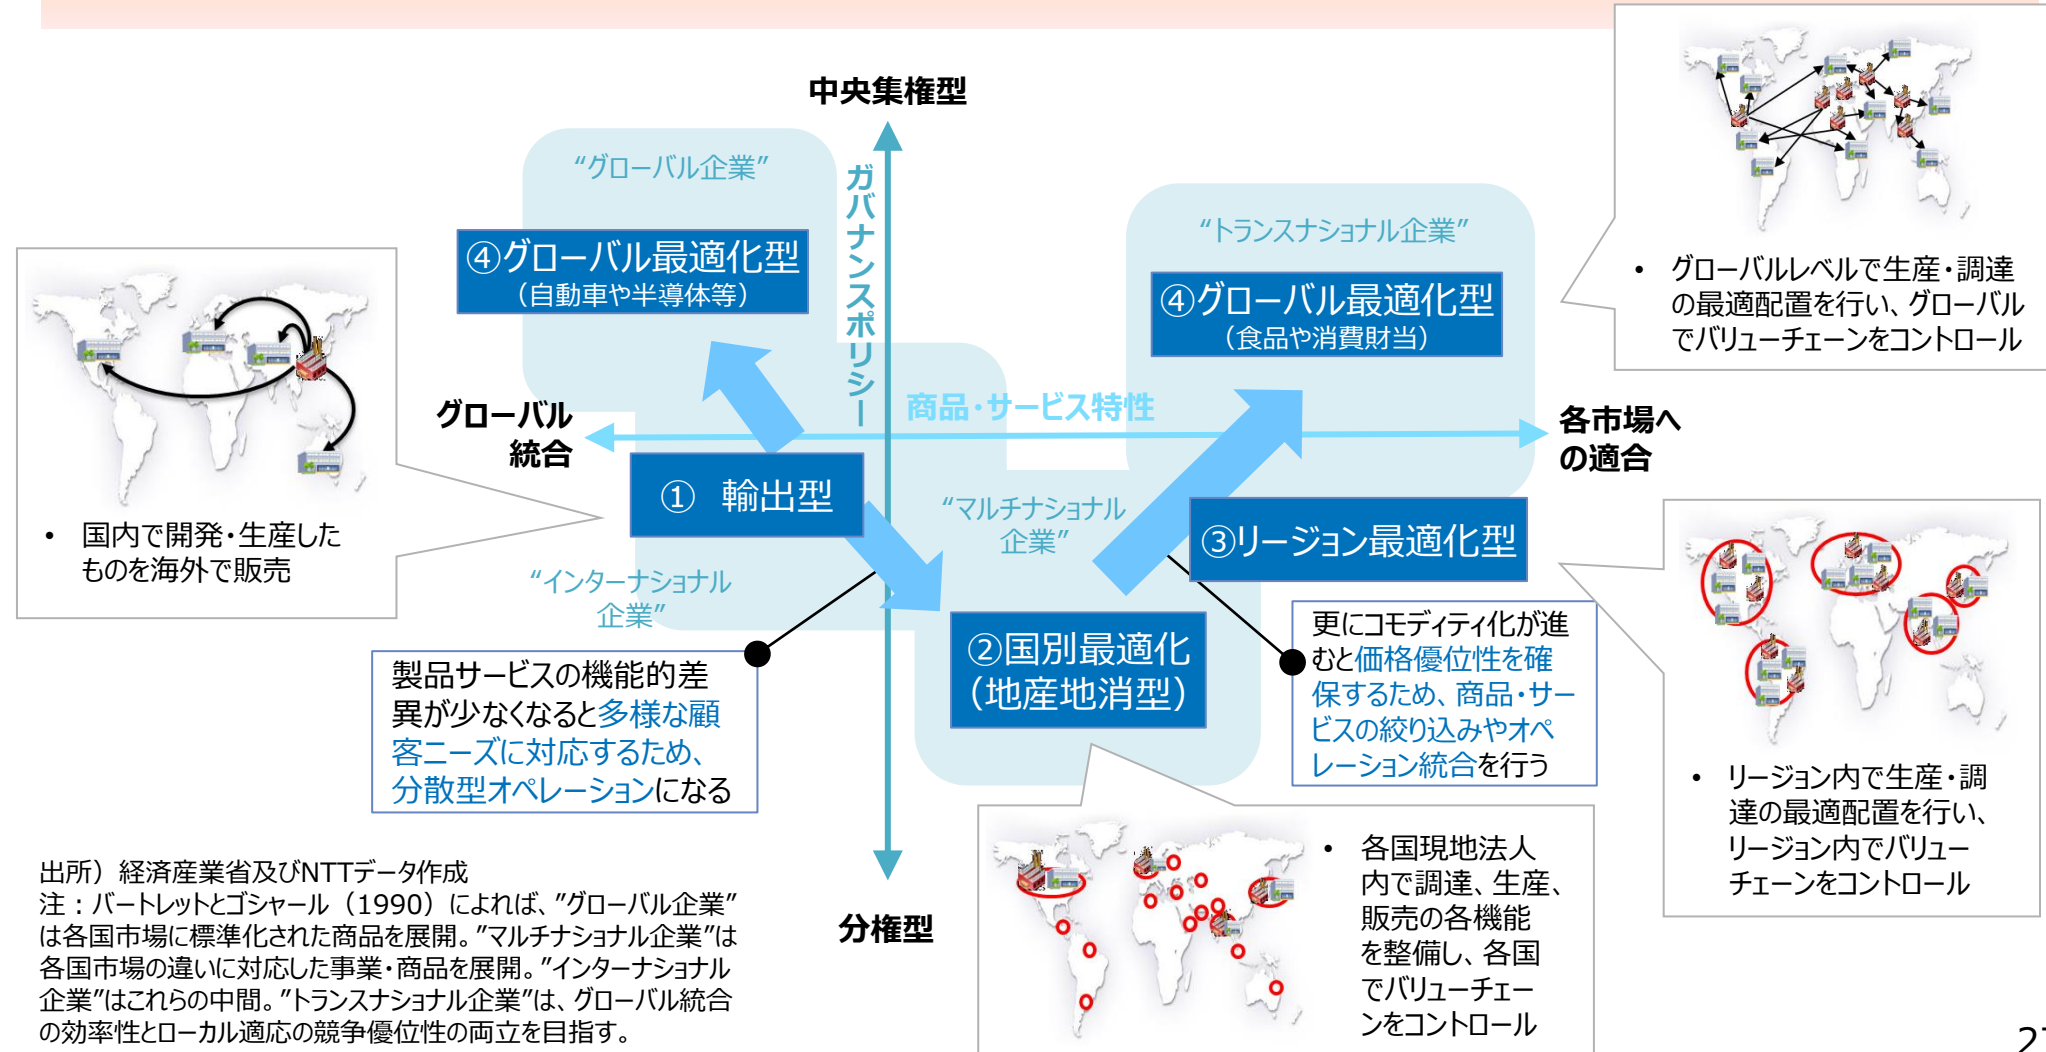 中央集権型
“グローバル企業”
④グローバル最適化型
（自動車や半導体等）
ガバナンスポリシー
“トランスナショナル企業”
④グローバル最適化型
（食品や消費財当）
• グローバルレベルで生産・調達
の最適配置を行い、グローバル
でバリューチェーンをコントロール
グローバル
統合
商品・サービス特性
各市場へ
の適合
• 国内で開発・生産した
ものを海外で販売
① 輸出型
“マルチナショナル
企業”
③リージョン最適化型
“インターナショナル
企業”
②国別最適化
（地産地消型）
製品サービスの機能的差
異が少なくなると多様な顧
客ニーズに対応するため、
分散型オペレーションになる
更にコモディティ化が進
むと価格優位性を確
保するため、商品・サー
ビスの絞り込みやオペ
レーション統合を行う
• リージョン内で生産・調
達の最適配置を行い、
リージョン内でバリュー
チェーンをコントロール
• 各国現地法人
内で調達、生産、
販売の各機能
を整備し、各国
でバリューチェー
ンをコントロール
分権型
出所）経済産業省及びNTTデータ作成
注：バートレットとゴシャール（1990）によれば、”グローバル企業”
は各国市場に標準化された商品を展開。”マルチナショナル企業”は
各国市場の違いに対応した事業・商品を展開。”インターナショナル
企業”はこれらの中間。”トランスナショナル企業”は、グローバル統合
の効率性とローカル適応の競争優位性の両立を目指す。